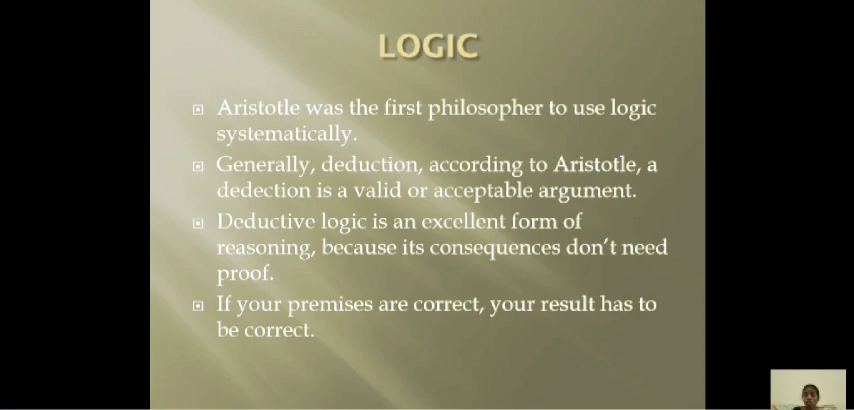 LOGIC
Aristotle was the first philosopher to use logic
systematically.
Generally, deduction, according to Aristotle, a
dedection is a valid or acceptable argument.
Deductive logic is an excellent form of
reasoning, because its consequences don't need
proof.
If your premises are correct, your result has to
be correct.